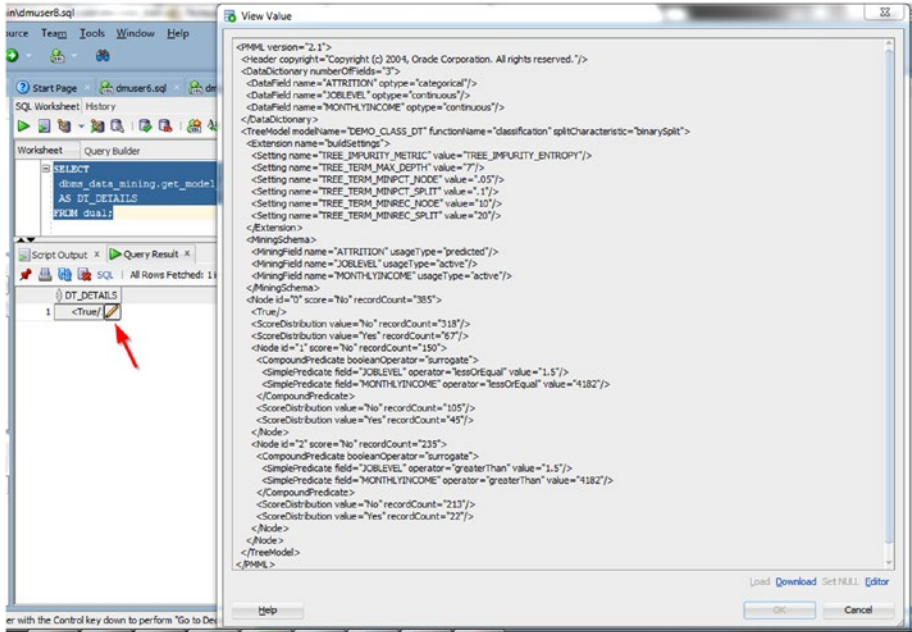 in\dmuser8.sql
urce Team Tools Window Help
Start Page dmuser6.sql dm
SQL Worksheet History
Worksheet Query Builder
SELECT
dbms_data_mining.get_model
AS DT_DETAILS
FROM dual;
Script Output x Query Result x
SQL | All Rows Fetched: 1 i
DT_DETAILS
1 <True/
er with the Control key down to perform "Go to Dec
View Value
<PMML version="2.1">
<Header copyright="Copyright (c) 2004, Oracle Corporation. All rights reserved."/>
<DataDictionary numberOfFields="3">
<DataField name="ATTRITION" optype="categorical"/>
<DataField name="JOBLEVEL" optype="continuous"/>
<DataField name="MONTHLYINCOME" optype="continuous"/>
</DataDictionary>
<TreeModel modelName="DEMO_CLASS_DT" functionName="classification" splitCharacteristic="binarySplit">
<Extension name="buildSettings">
<Setting name="TREE_IMPURITY_METRIC" value="TREE_IMPURITY_ENTROPY"/>
<Setting name="TREE_TERM_MAX_DEPTH" value="7"/>
<Setting name="TREE_TERM_MINPCT_NODE" value=".05"/>
<Setting name="TREE_TERM_MINPCT_SPLIT" value=".1"/>
<Setting name="TREE_TERM_MINREC_NODE" value="10"/>
<Setting name="TREE_TERM_MINREC_SPLIT" value="20"/>
</Extension>
<MiningSchema>
<MiningField name="ATTRITION" usageType="predicted"/>
<MiningField name="JOBLEVEL" usageType="active"/>
<MiningField name="MONTHLYINCOME" usageType="active"/>
</MiningSchema>
<Node id="0" score="No" recordCount="385">
<True/>
<ScoreDistribution value="No" recordCount="318"/>
<ScoreDistribution value="Yes" recordCount="67"/>
<Node id="1" score="No" recordCount="150">
<CompoundPredicate booleanOperator="surrogate">
<SimplePredicate field="JOBLEVEL" operator="lessOrEqual" value="1.5"/>
<SimplePredicate field="MONTHLYINCOME" operator="lessOrEqual" value="4182"/>
</CompoundPredicate>
<ScoreDistribution value="No" recordCount="105"/>
<ScoreDistribution value="Yes" recordCount="45"/>
</Node>
<Node id="2" score="No" recordCount="235">
<CompoundPredicate booleanOperator="surrogate">
<SimplePredicate field="JOBLEVEL" operator="greaterThan" value="1.5"/>
<SimplePredicate field="MONTHLYINCOME" operator="greaterThan" value="4182"/>
</CompoundPredicate>
<ScoreDistribution value="No" recordCount="213"/>
<ScoreDistribution value="Yes" recordCount="22"/>
</Node>
</Node>
</TreeModel>
</PMML>
Load Download Set NULL Editor
Help OK Cancel